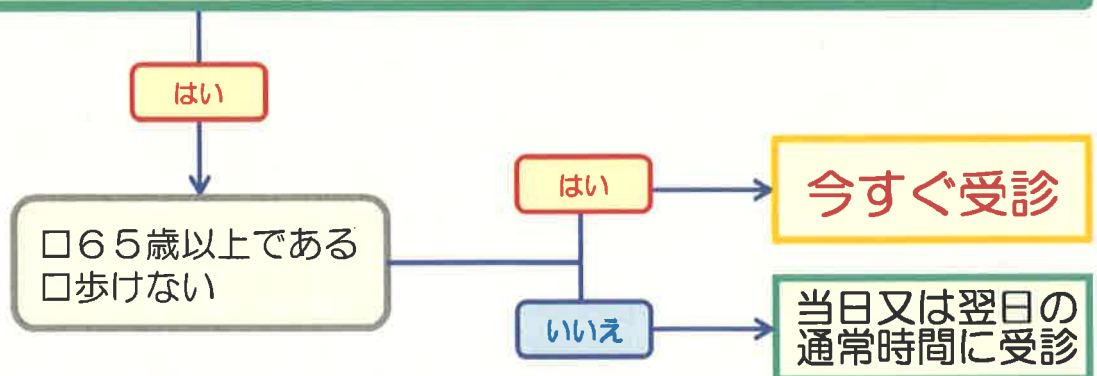 はい
□65歳以上である
□歩けない
はい
今すぐ受診
いいえ
当日又は翌日の
通常時間に受診